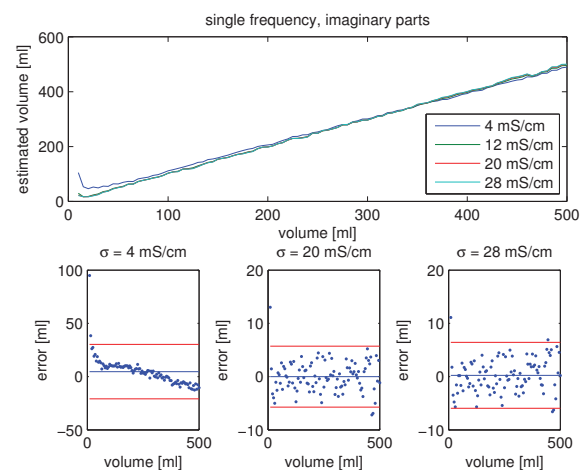 single frequency, imaginary parts
estimated volume [ml]
600
400
200
0
0
100
200
300
400
500
volume [ml]
4 mS/cm
12 mS/cm
20 mS/cm
28 mS/cm
σ = 4 mS/cm
error [ml]
100
50
0
−50
0
500
volume [ml]
σ = 20 mS/cm
error [ml]
20
10
0
−10
0
500
volume [ml]
σ = 28 mS/cm
error [ml]
20
10
0
−10
0
500
volume [ml]